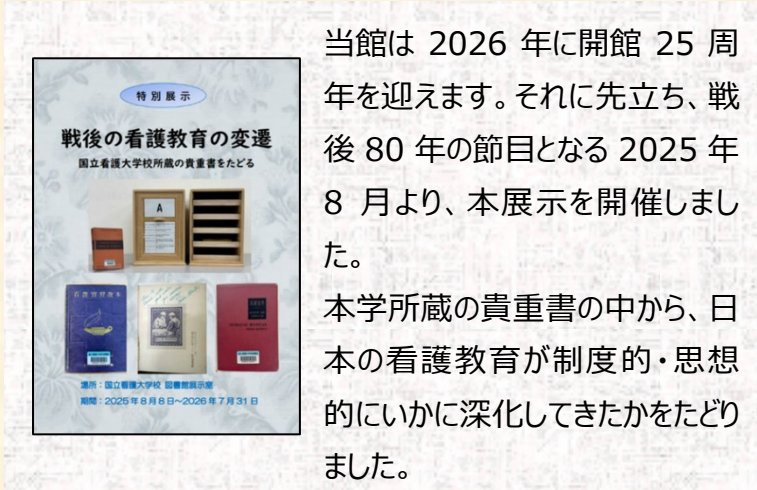 特別展示
戦後の看護教育の変遷
国立看護大学校所蔵の貴重書をたどる
A
看護實習教本
場所：国立看護大学校 図書館展示室
期間：2025年8月8日～2026年7月31日
当館は 2026 年に開館 25 周
年を迎えます。それに先立ち、戦
後 80 年の節目となる 2025 年
8 月より、本展示を開催しまし
た。
本学所蔵の貴重書の中から、日
本の看護教育が制度的・思想
的にいかに深化してきたかをたどり
ました。